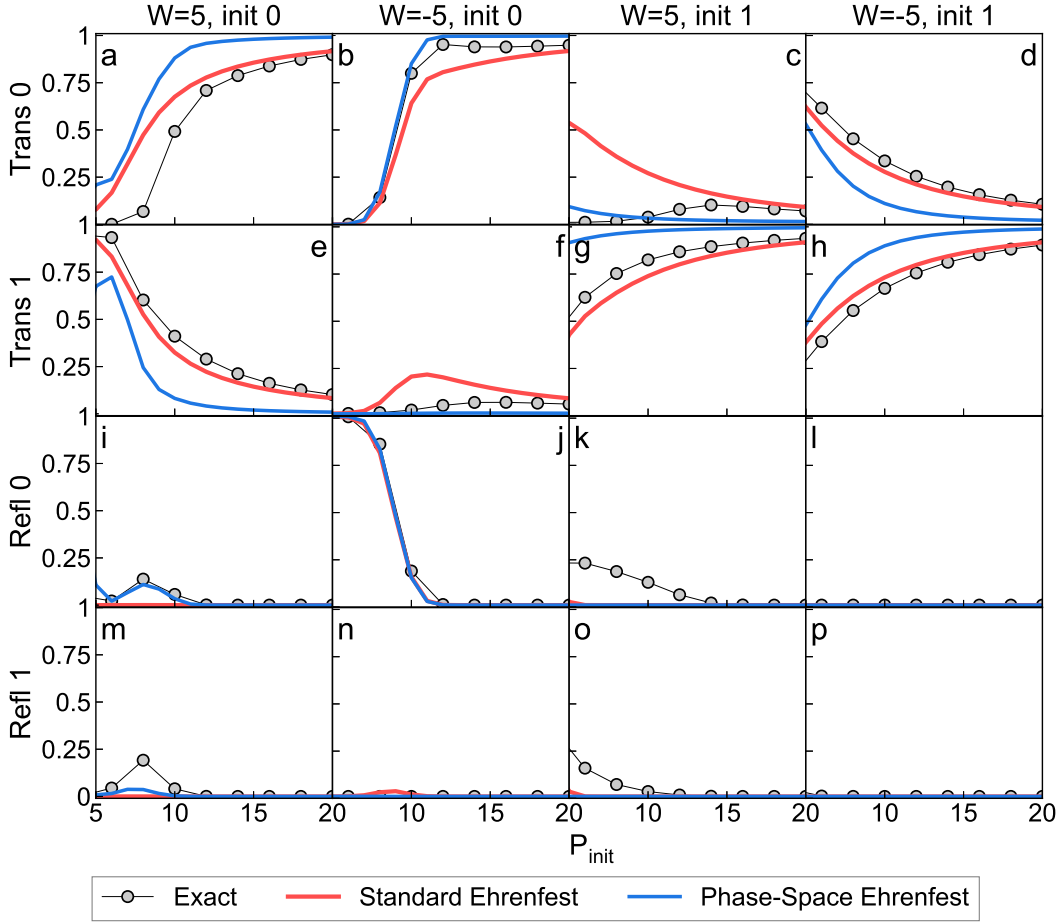 W=5, init 0 W=-5, init 0 W=5, init 1 W=-5, init 1
Trans 0
1
0.75
0.5
0.25
1
a b c d
Trans 1
0.75
0.5
0.25
1
e f g h
Refl 0
0.75
0.5
0.25
1
i j k l
Refl 1
0.75
0.5
0.25
0
m n o p
5 10 15 20 10 15 20 10 15 20 10 15 20
P_init
Exact Standard Ehrenfest Phase-Space Ehrenfest